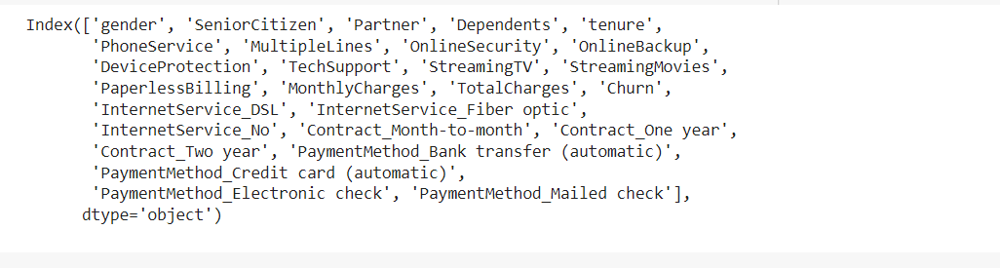 Index(['gender', 'SeniorCitizen', 'Partner', 'Dependents', 'tenure',
'PhoneService', 'MultipleLines', 'OnlineSecurity', 'OnlineBackup',
'DeviceProtection', 'TechSupport', 'StreamingTV', 'StreamingMovies',
'PaperlessBilling', 'MonthlyCharges', 'TotalCharges', 'Churn',
'InternetService_DSL', 'InternetService_Fiber optic',
'InternetService_No', 'Contract_Month-to-month', 'Contract_One year',
'Contract_Two year', 'PaymentMethod_Bank transfer (automatic)',
'PaymentMethod_Credit card (automatic)',
'PaymentMethod_Electronic check', 'PaymentMethod_Mailed check'],
dtype='object')